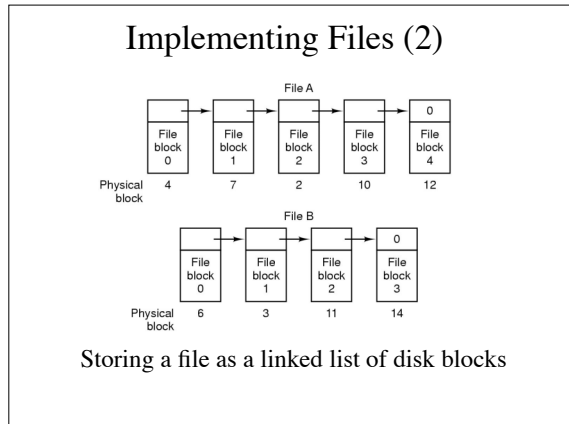 Implementing Files (2)
File A
0
File block 0
File block 1
File block 2
File block 3
File block 4
Physical block
4 7 2 10 12
File B
0
File block 0
File block 1
File block 2
File block 3
Physical block
6 3 11 14
Storing a file as a linked list of disk blocks